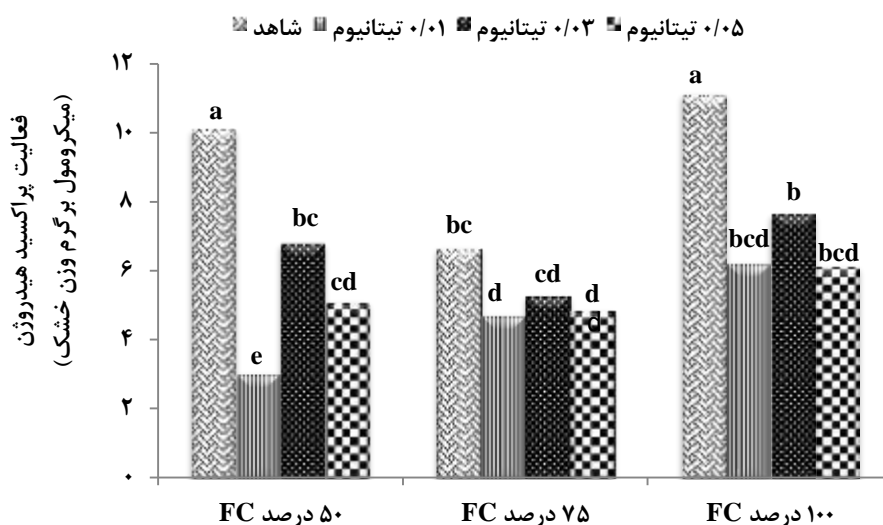 شاهد ۰/۰۱ تیتانیوم ۰/۰۳ تیتانیوم ۰/۰۵ تیتانیوم
فعالیت پراکسید هیدروژن
(میکرومول برگرم وزن خشک)
۱۲
۱۰
۸
۶
۴
۲
۰
a
e
bc
cd
bc
d
cd
d
d
a
bcd
b
bcd
۵۰ درصد FC
۷۵ درصد FC
۱۰۰ درصد FC